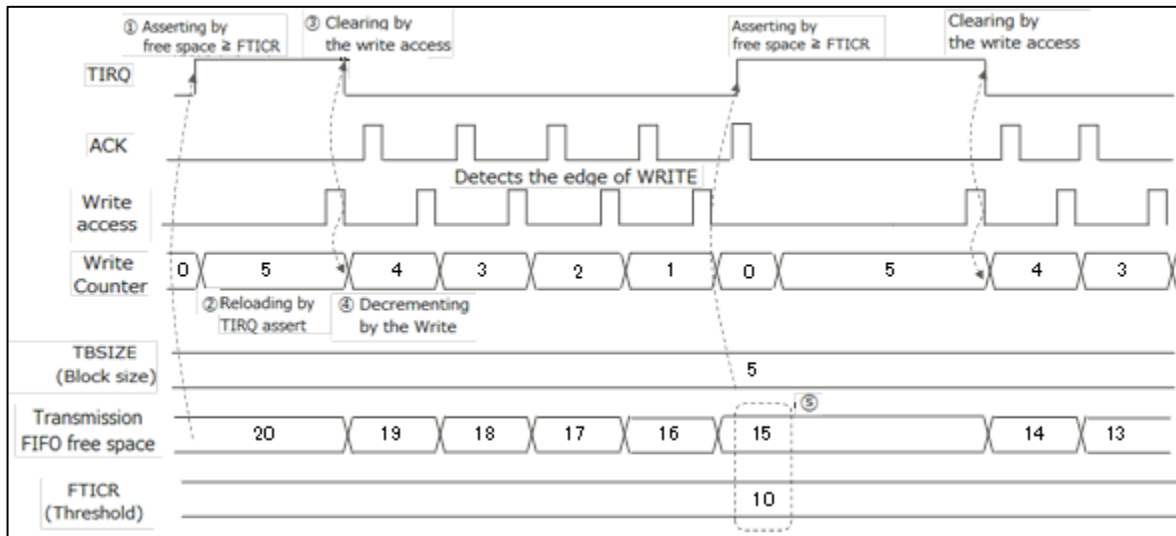 ① Asserting by
free space ≧ FTICR
③ Clearing by
the write access
Asserting by
free space ≧ FTICR
Clearing by
the write access
TIRQ
ACK
Detects the edge of WRITE
Write
access
Write
Counter
0 5 4 3 2 1 0 5 4 3
② Reloading by
TIRQ assert
④ Decrementing
by the Write
TBSIZE
(Block size)
5
Transmission
FIFO free space
20 19 18 17 16 15 14 13
⑤
FTICR
(Threshold)
10